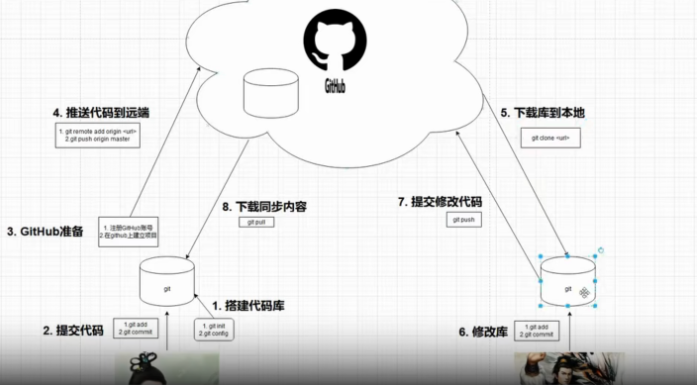 GitHub
4. 推送代码到远端
1. git remote add origin <url>
2.git push origin master
5. 下载库到本地
git clone <url>
8. 下载同步内容
git pull
7. 提交修改代码
git push
3. GitHub准备
1. 注册GitHub账号
2.在github上建立项目
git
git
1. 搭建代码库
1. git init
2.git config
2. 提交代码
1.git add
2.git commit
6. 修改库
1.git add
2.git commit